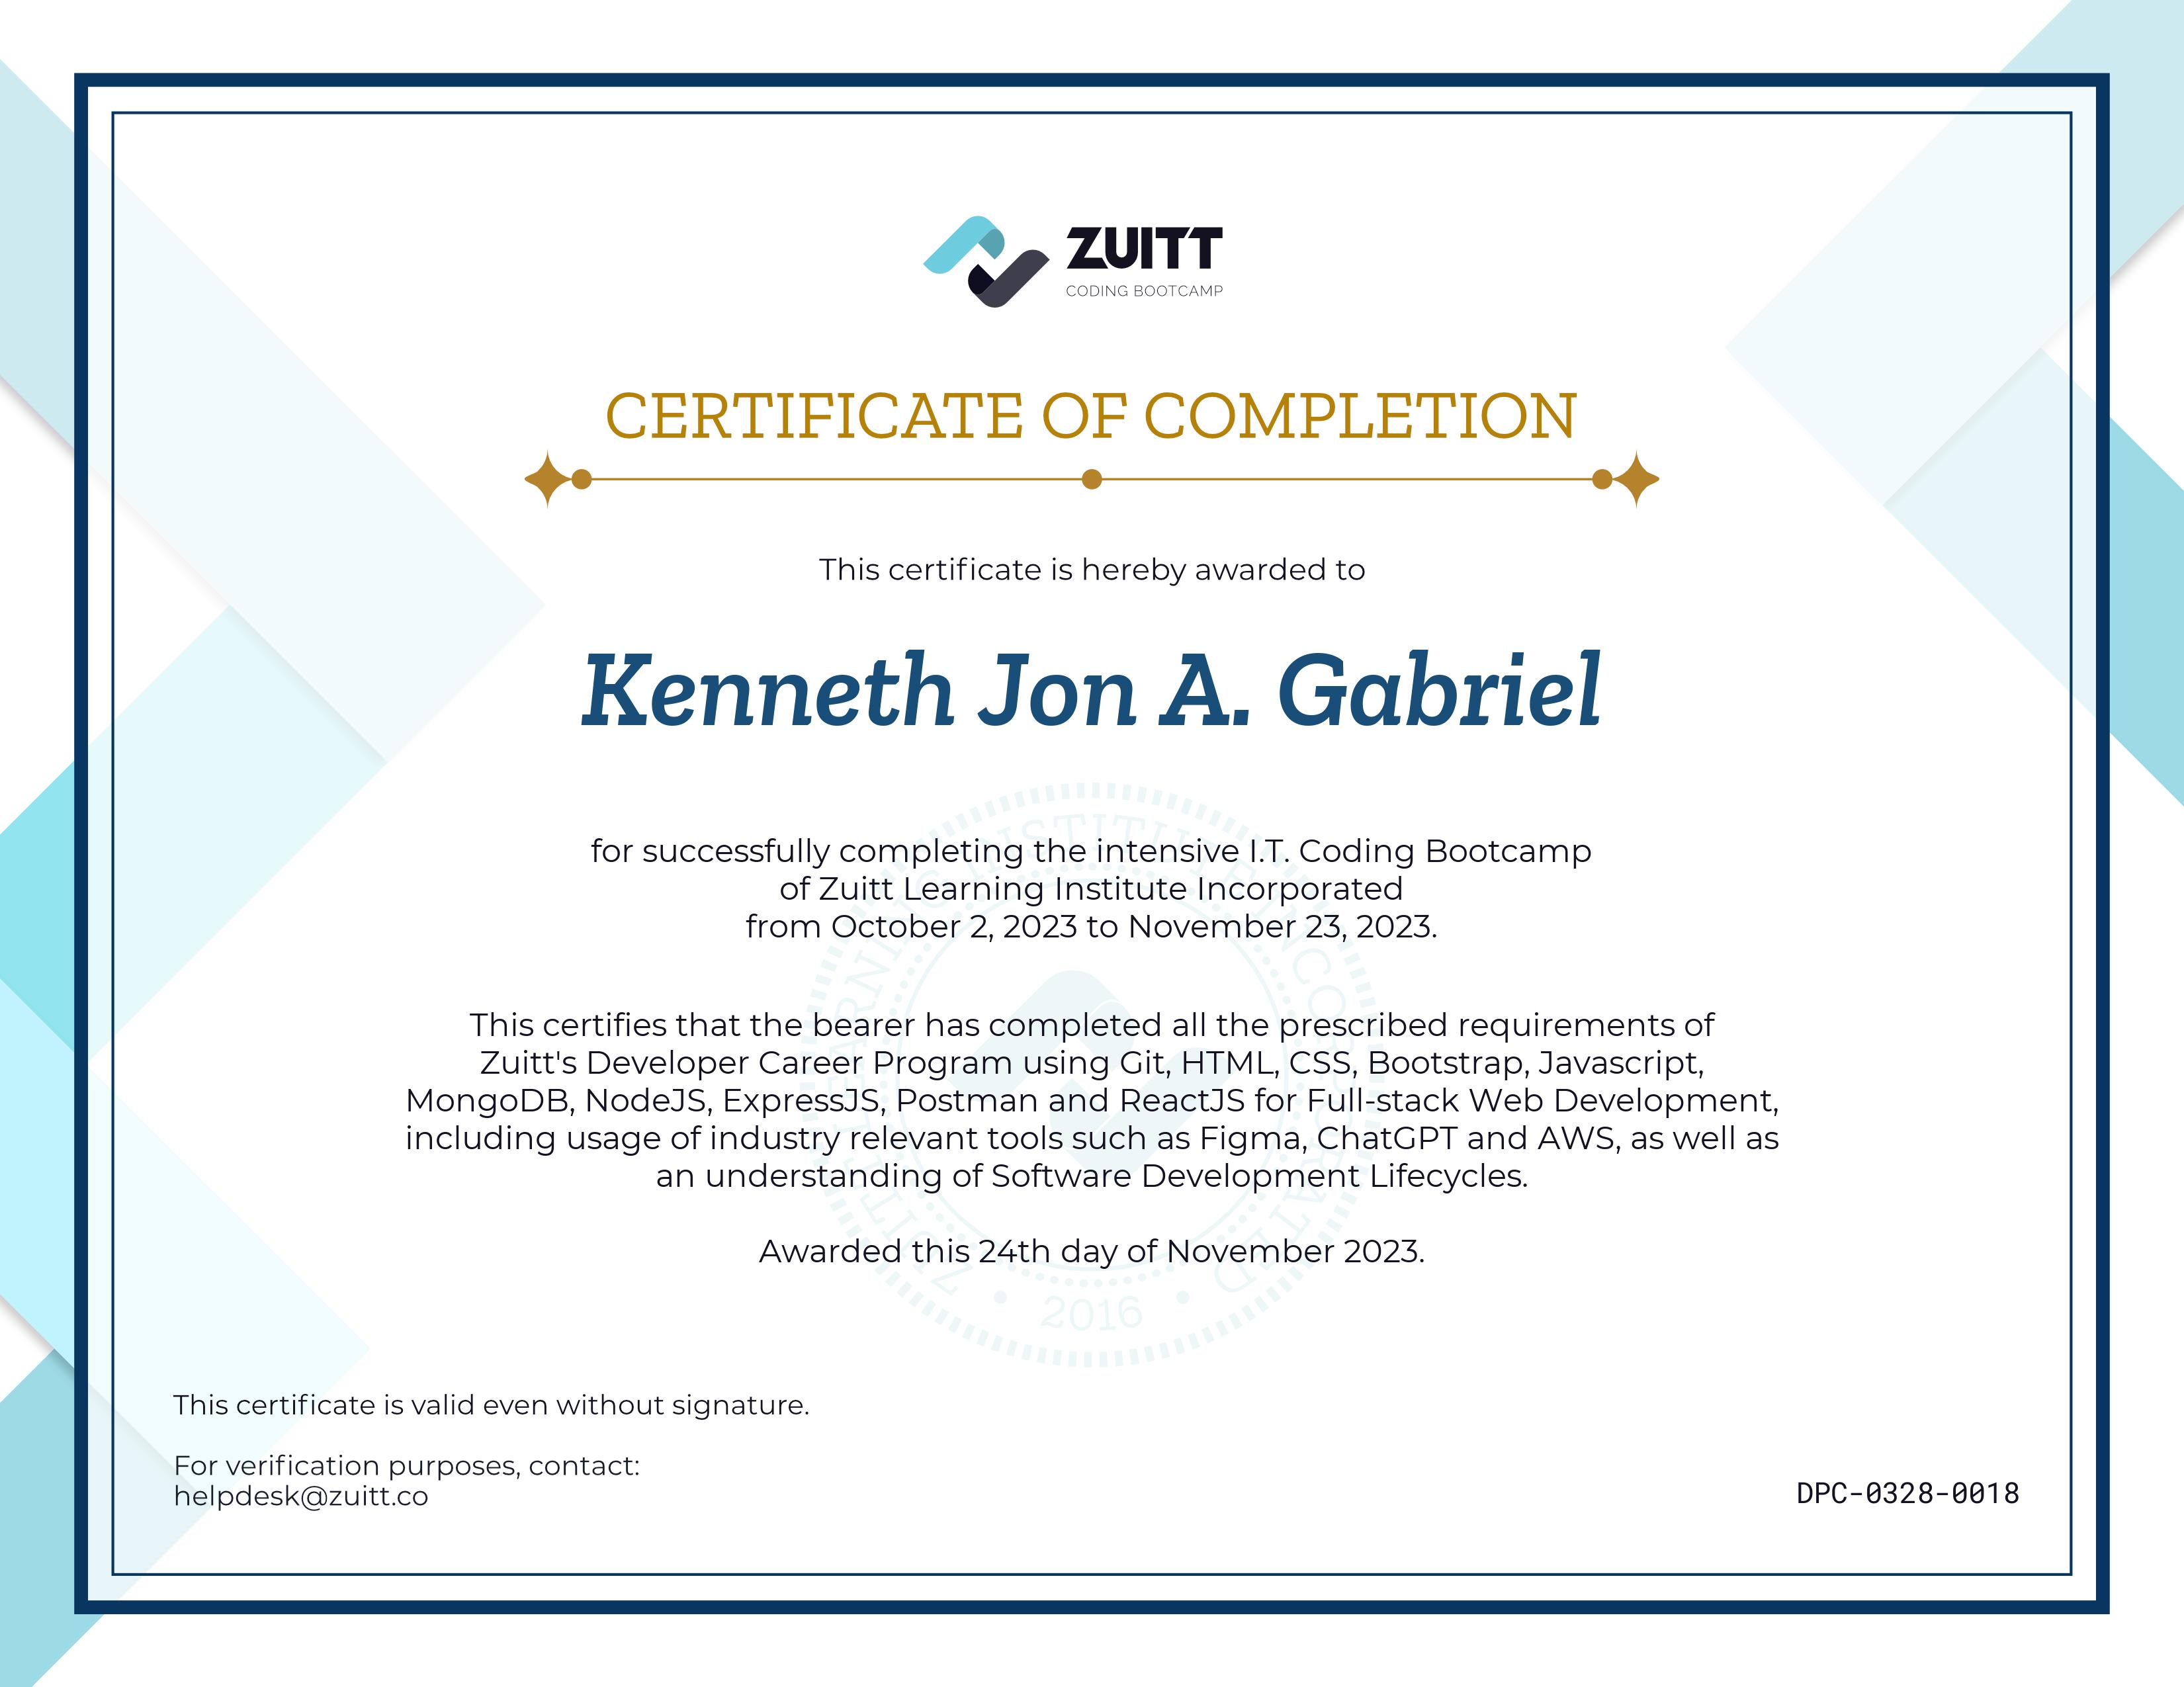 ZUITT
CODING BOOTCAMP
CERTIFICATE OF COMPLETION
This certificate is hereby awarded to
Kenneth Jon A. Gabriel
for successfully completing the intensive I.T. Coding Bootcamp
of Zuitt Learning Institute Incorporated
from October 2, 2023 to November 23, 2023.
This certifies that the bearer has completed all the prescribed requirements of
Zuitt's Developer Career Program using Git, HTML, CSS, Bootstrap, Javascript,
MongoDB, NodeJS, ExpressJS, Postman and ReactJS for Full-stack Web Development,
including usage of industry relevant tools such as Figma, ChatGPT and AWS, as well as
an understanding of Software Development Lifecycles.
Awarded this 24th day of November 2023.
ZUITT LEARNING INSTITUTE INCORPORATED
• 2016 •
This certificate is valid even without signature.
For verification purposes, contact:
helpdesk@zuitt.co
DPC-0328-0018